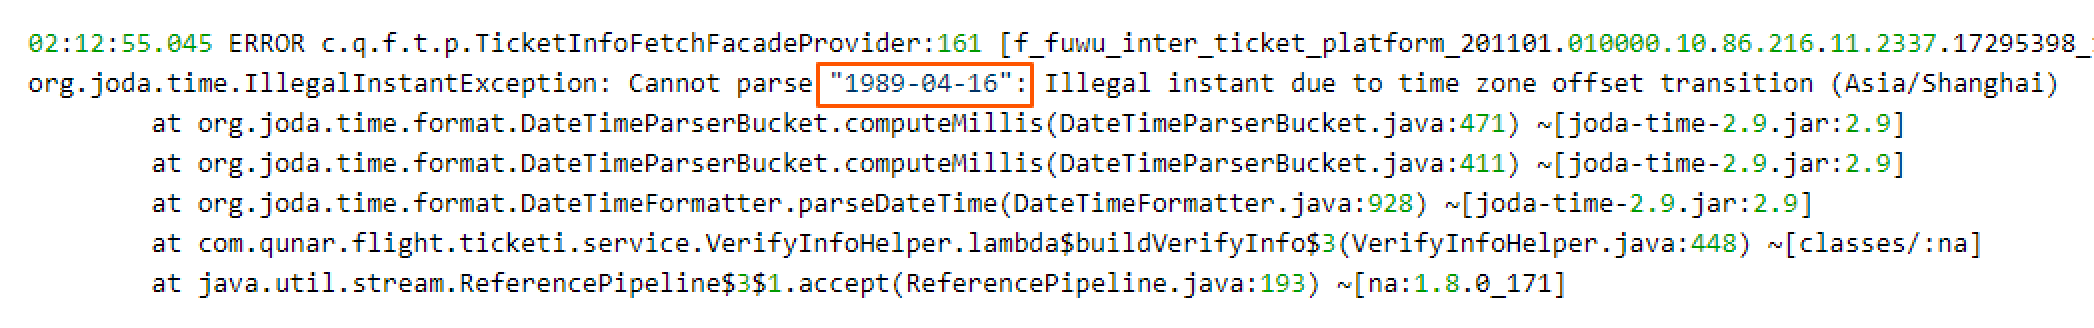 02:12:55.045 ERROR c.q.f.t.p.TicketInfoFetchFacadeProvider:161 [f_fuwu_inter_ticket_platform_201101.010000.10.86.216.11.2337.17295398_
org.joda.time.IllegalInstantException: Cannot parse "1989-04-16": Illegal instant due to time zone offset transition (Asia/Shanghai)
at org.joda.time.format.DateTimeParserBucket.computeMillis(DateTimeParserBucket.java:471) ~[joda-time-2.9.jar:2.9]
at org.joda.time.format.DateTimeParserBucket.computeMillis(DateTimeParserBucket.java:411) ~[joda-time-2.9.jar:2.9]
at org.joda.time.format.DateTimeFormatter.parseDateTime(DateTimeFormatter.java:928) ~[joda-time-2.9.jar:2.9]
at com.qunar.flight.ticketi.service.VerifyInfoHelper.lambda$buildVerifyInfo$3(VerifyInfoHelper.java:448) ~[classes/:na]
at java.util.stream.ReferencePipeline$3$1.accept(ReferencePipeline.java:193) ~[na:1.8.0_171]